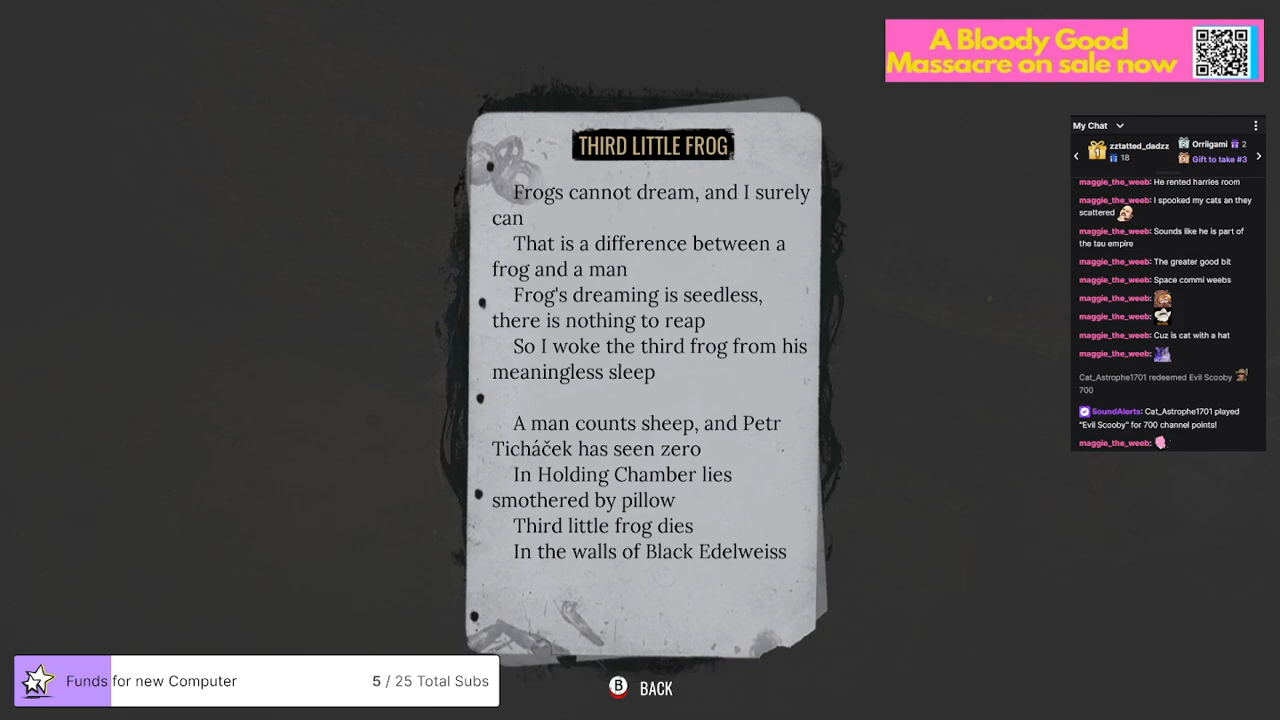 A Bloody Good
Massacre on sale now
THIRD LITTLE FROG
Frogs cannot dream, and I surely
can
That is a difference between a
frog and a man
Frog's dreaming is seedless,
there is nothing to reap
So I woke the third frog from his
meaningless sleep
A man counts sheep, and Petr
Ticháček has seen zero
In Holding Chamber lies
smothered by pillow
Third little frog dies
In the walls of Black Edelweiss
My Chat
1 zztatted_dadzz
18
Orriigami 2
Gift to take #3
maggie_the_weeb: He rented harries room
maggie_the_weeb: I spooked my cats an they
scattered
maggie_the_weeb: Sounds like he is part of
the tau empire
maggie_the_weeb: The greater good bit
maggie_the_weeb: Space commi weebs
maggie_the_weeb:
maggie_the_weeb:
maggie_the_weeb: Cuz is cat with a hat
maggie_the_weeb:
Cat_Astrophe1701 redeemed Evil Scooby
700
SoundAlerts: Cat_Astrophe1701 played
"Evil Scooby" for 700 channel points!
maggie_the_weeb:
Funds for new Computer
5 / 25 Total Subs
B BACK